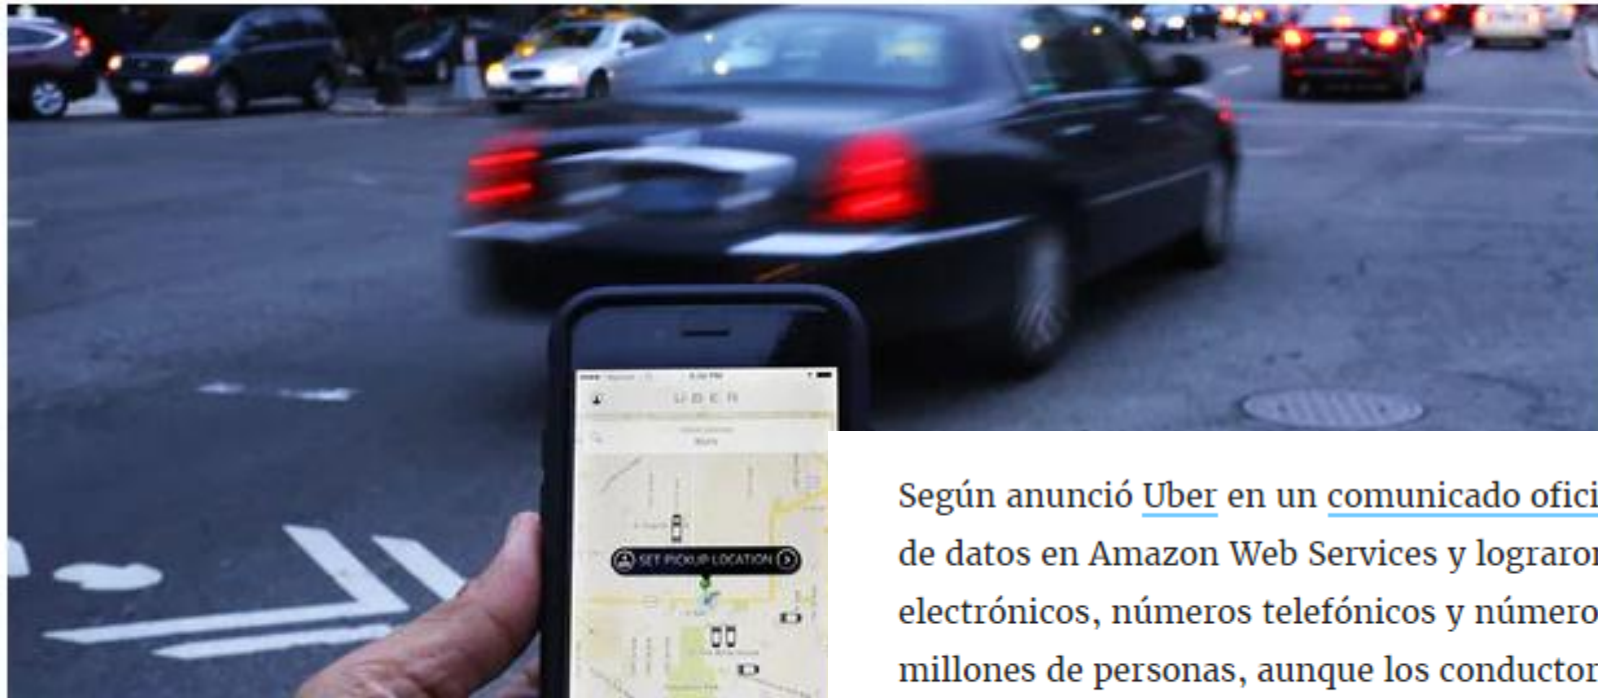 UBER
SET PICKUP LOCATION
Según anunció Uber en un comunicado ofici
de datos en Amazon Web Services y lograron
electrónicos, números telefónicos y número
millones de personas, aunque los conductor